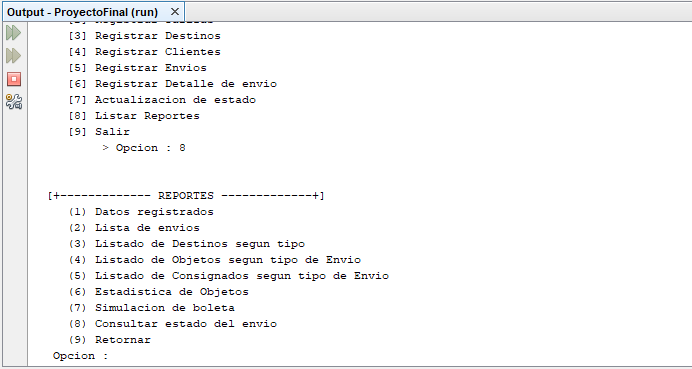 Output - ProyectoFinal (run) X
[3] Registrar Destinos
[4] Registrar Clientes
[5] Registrar Envios
[6] Registrar Detalle de envio
[7] Actualizacion de estado
[8] Listar Reportes
[9] Salir
> Opcion : 8
[+------------- REPORTES -------------+]
(1) Datos registrados
(2) Lista de envios
(3) Listado de Destinos segun tipo
(4) Listado de Objetos segun tipo de Envio
(5) Listado de Consignados segun tipo de Envio
(6) Estadistica de Objetos
(7) Simulacion de boleta
(8) Consultar estado del envio
(9) Retornar
Opcion :